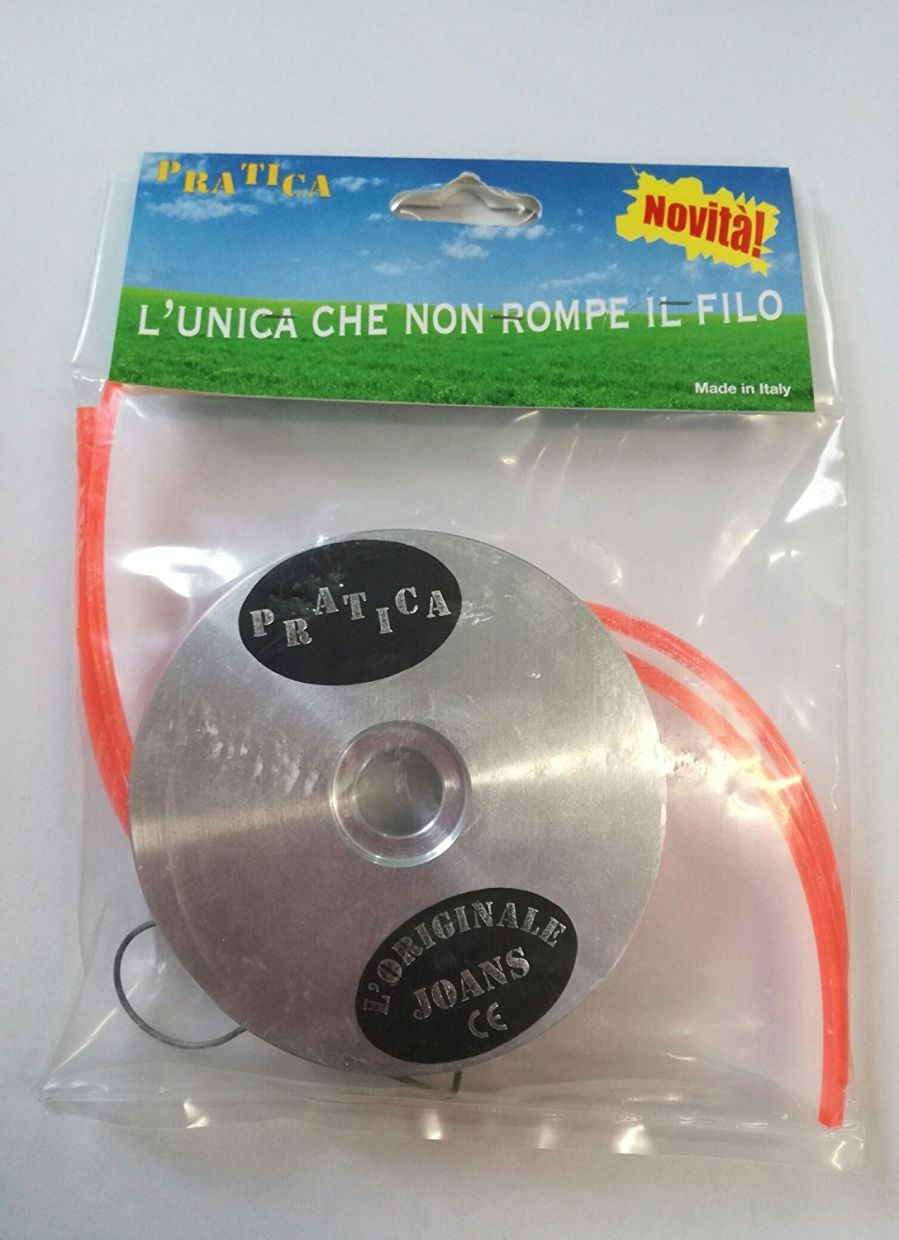 PRATICA
Novità!
L'UNICA CHE NON ROMPE IL FILO
Made in Italy
PRATICA
L'ORIGINALE
JOANS
CE